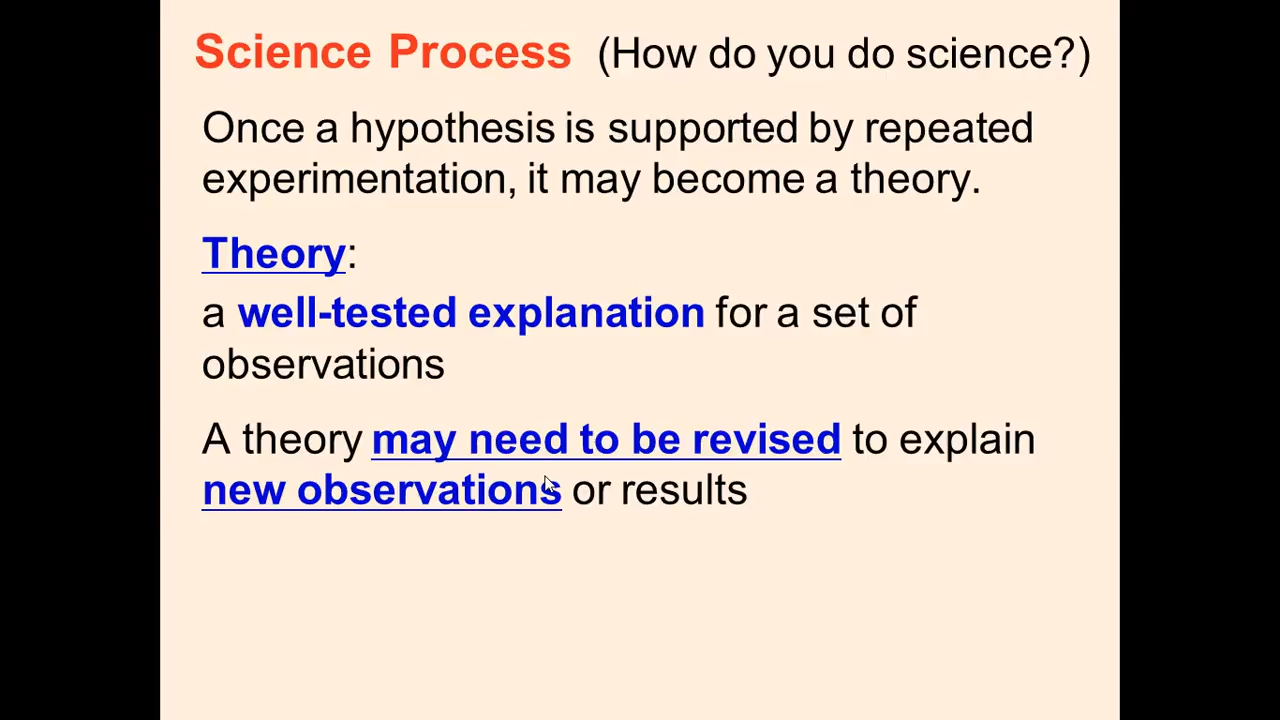 Science Process (How do you do science?)
Once a hypothesis is supported by repeated
experimentation, it may become a theory.
Theory:
a well-tested explanation for a set of
observations
A theory may need to be revised to explain
new observations or results